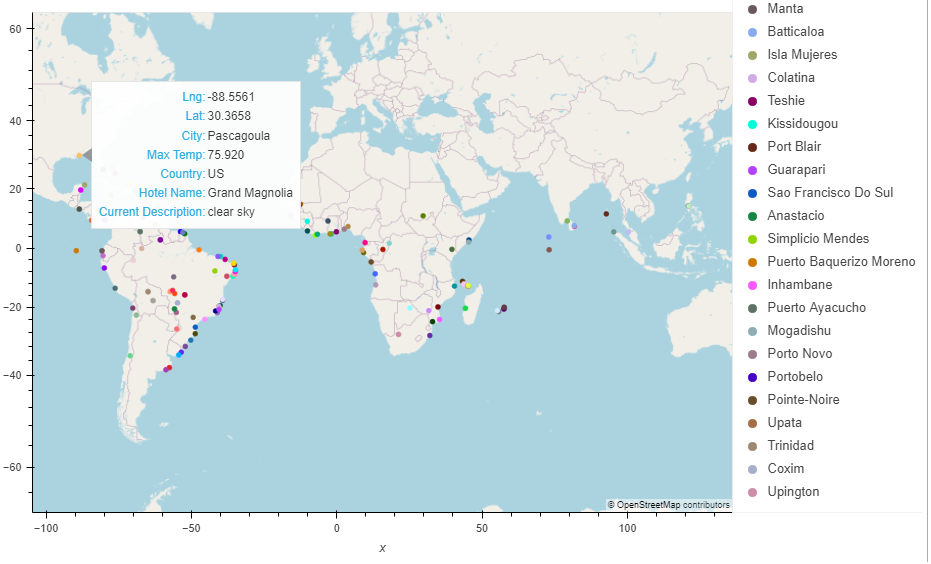 60
40
20
0
−20
−40
−60
Lng: -88.5561
Lat: 30.3658
City: Pascagoula
Max Temp: 75.920
Country: US
Hotel Name: Grand Magnolia
Current Description: clear sky
© OpenStreetMap contributors
−100
−50
0
50
100
x
Manta
Batticaloa
Isla Mujeres
Colatina
Teshie
Kissidougou
Port Blair
Guarapari
Sao Francisco Do Sul
Anastacio
Simplicio Mendes
Puerto Baquerizo Moreno
Inhambane
Puerto Ayacucho
Mogadishu
Porto Novo
Portobelo
Pointe-Noire
Upata
Trinidad
Coxim
Upington